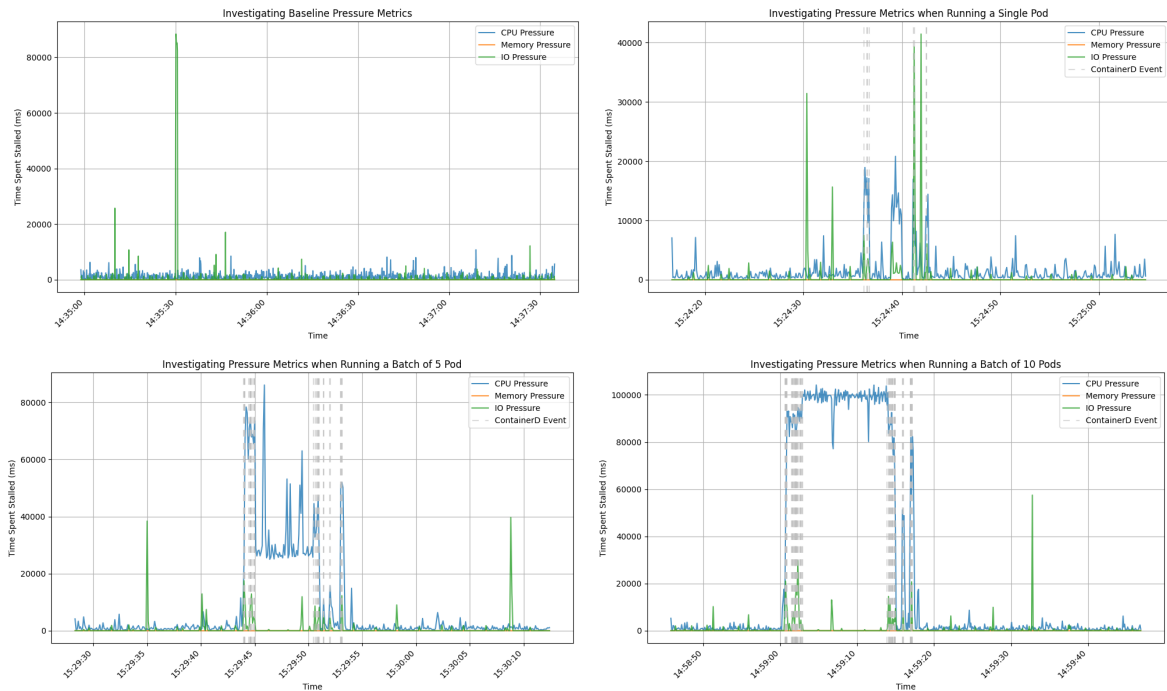 Investigating Baseline Pressure Metrics
Time Spent Stalled (ms)
80000
60000
40000
20000
0
CPU Pressure
Memory Pressure
IO Pressure
14:35:00
14:35:30
14:36:00
14:36:30
14:37:00
14:37:30
Time
Investigating Pressure Metrics when Running a Single Pod
Time Spent Stalled (ms)
40000
30000
20000
10000
0
CPU Pressure
Memory Pressure
IO Pressure
ContainerD Event
15:24:20
15:24:30
15:24:40
15:24:50
15:25:00
Time
Investigating Pressure Metrics when Running a Batch of 5 Pod
Time Spent Stalled (ms)
80000
60000
40000
20000
0
CPU Pressure
Memory Pressure
IO Pressure
ContainerD Event
15:29:30
15:29:35
15:29:40
15:29:45
15:29:50
15:29:55
15:30:00
15:30:05
15:30:10
Time
Investigating Pressure Metrics when Running a Batch of 10 Pods
Time Spent Stalled (ms)
100000
80000
60000
40000
20000
0
CPU Pressure
Memory Pressure
IO Pressure
ContainerD Event
14:58:50
14:59:00
14:59:10
14:59:20
14:59:30
14:59:40
Time